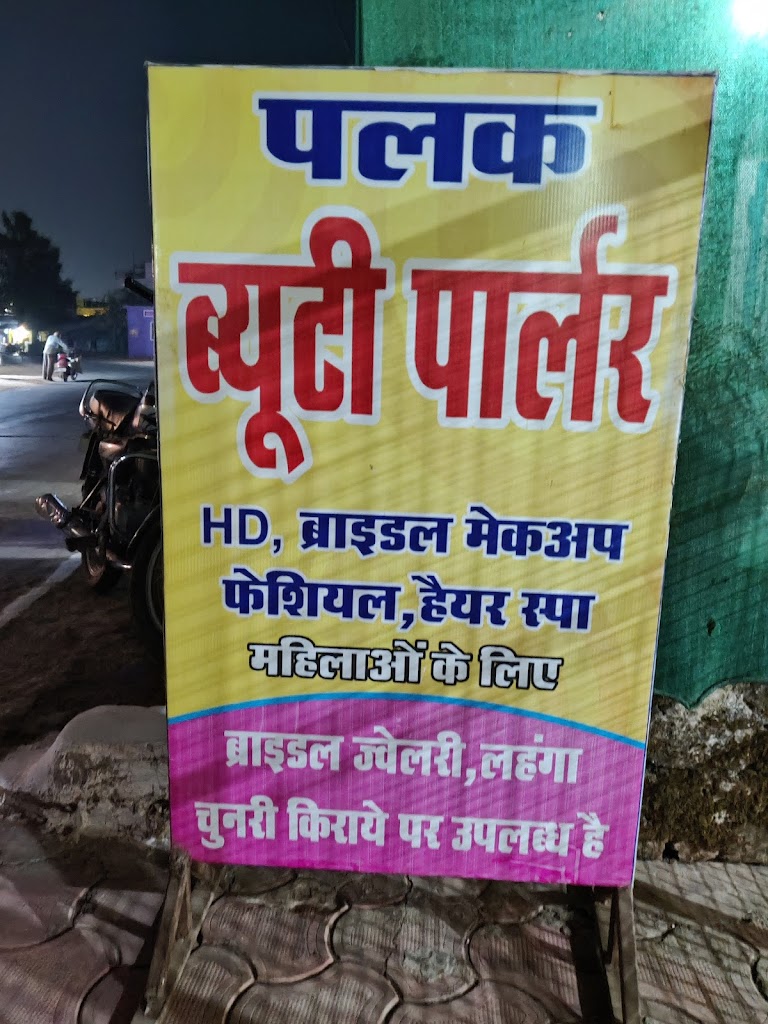 पलक
ब्यूटी पार्लर
HD, ब्राइडल मेकअप
फेशियल,हैयर स्पा
महिलाओं के लिए
ब्राइडल ज्वेलरी,लहंगा
चुनरी किराये पर उपलब्ध है